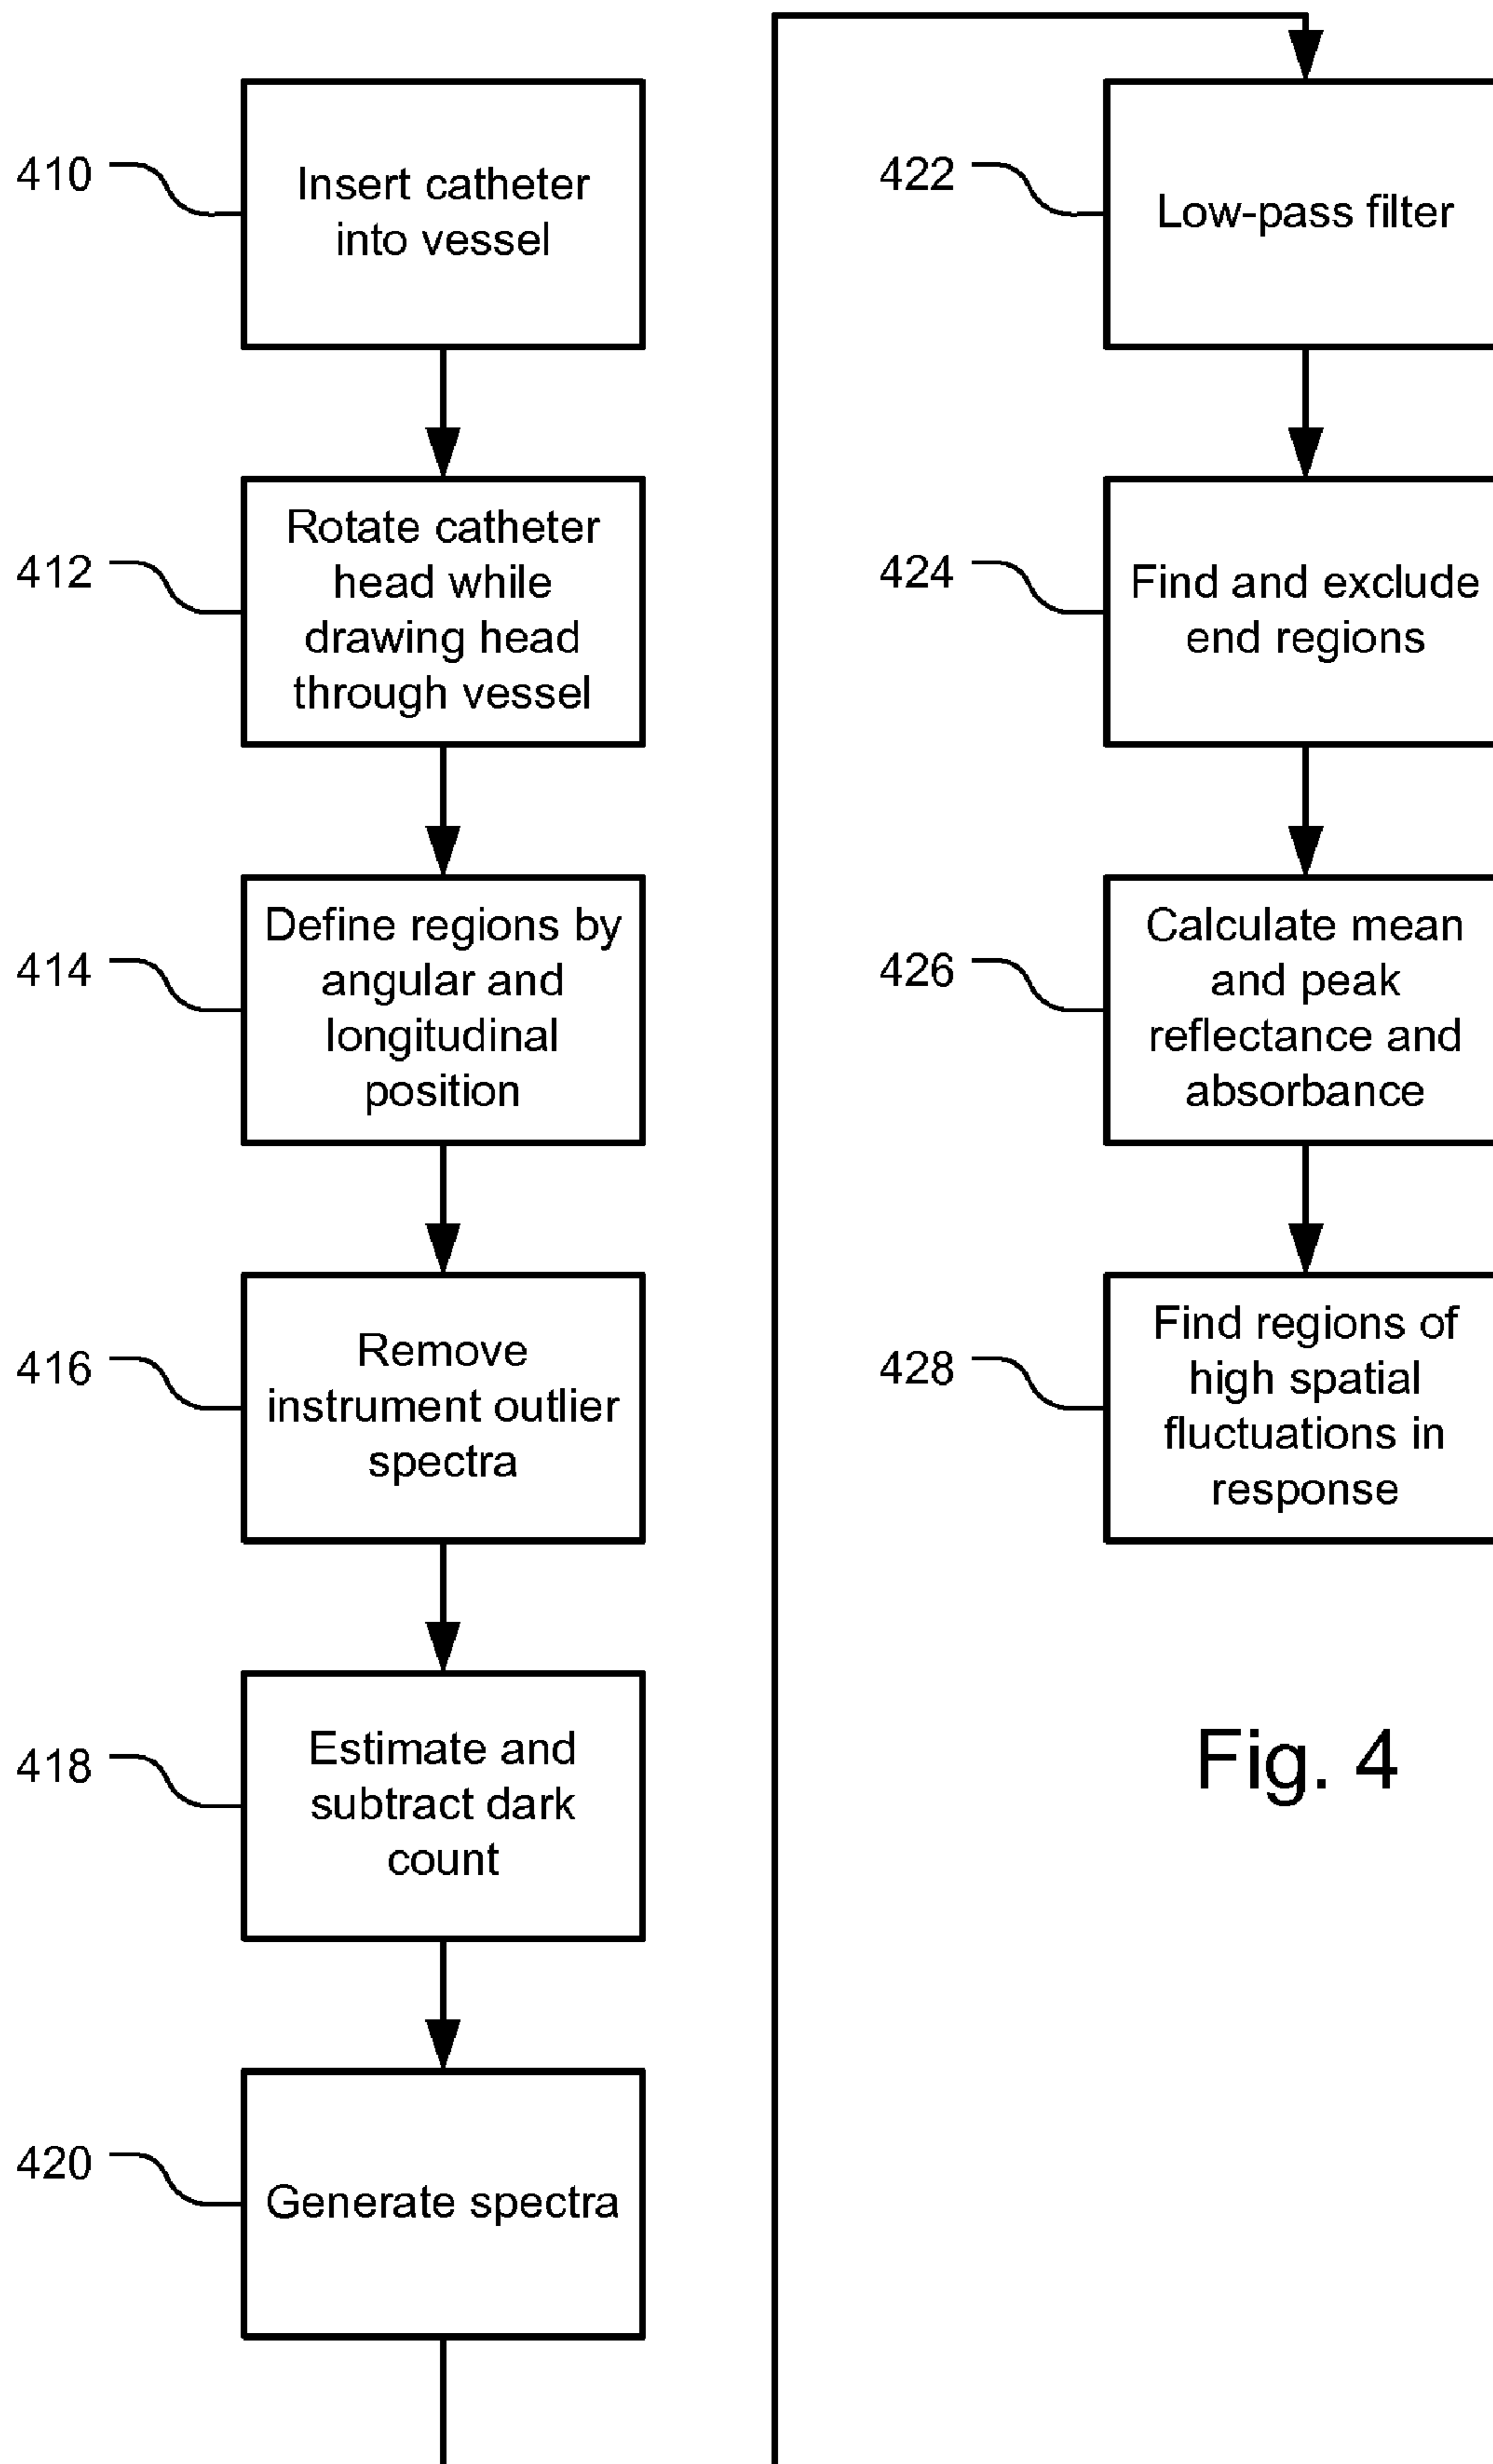 410
Insert catheter
into vessel
412
Rotate catheter
head while
drawing head
through vessel
414
Define regions by
angular and
longitudinal
position
416
Remove
instrument outlier
spectra
418
Estimate and
subtract dark
count
420
Generate spectra
422
Low-pass filter
424
Find and exclude
end regions
426
Calculate mean
and peak
reflectance and
absorbance
428
Find regions of
high spatial
fluctuations in
response
Fig. 4